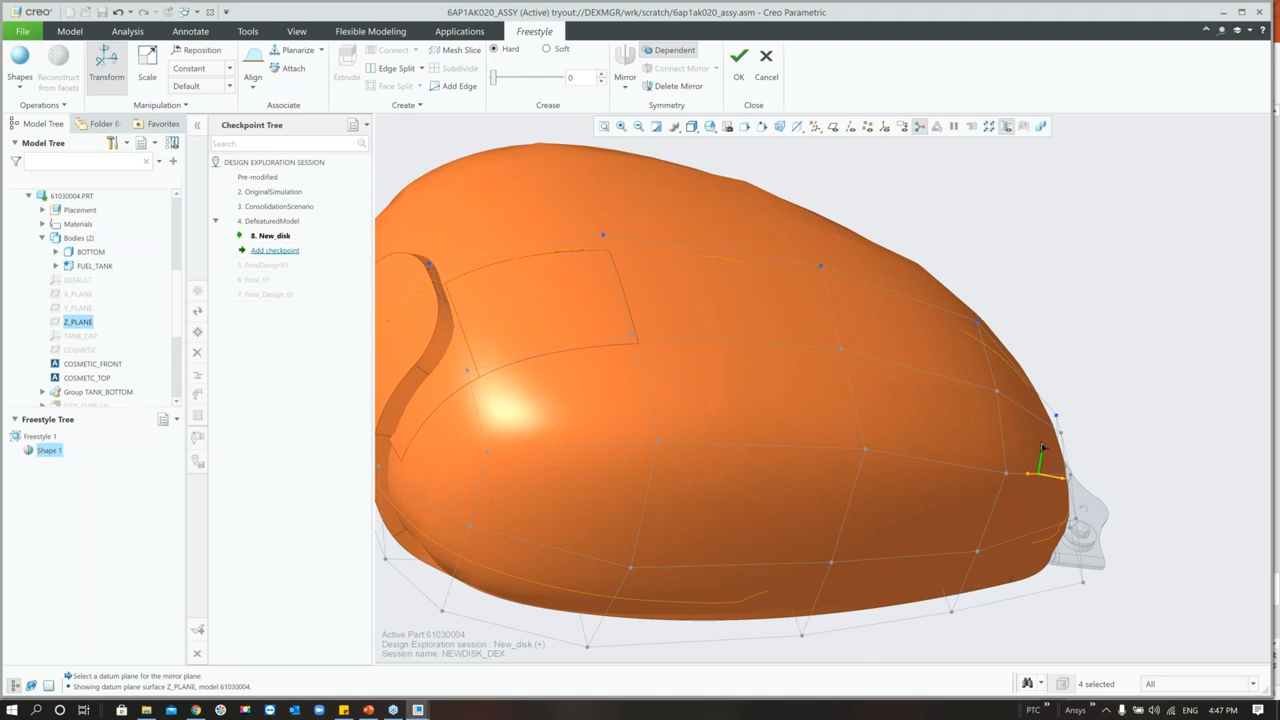 creo
6AP1AK020_ASSY (Active) tryout://DEXMGR/wrk/scratch/6ap1ak020_assy.asm - Creo Parametric
File Model Analysis Annotate Tools View Flexible Modeling Applications Freestyle
Shapes
Reconstruct from facets
Operations
Transform
Scale
Reposition
Constant
Default
Manipulation
Align
Planarize
Attach
Associate
Extrude
Connect
Edge Split
Face Split
Mesh Slice
Subdivide
Add Edge
Create
Hard Soft
0
Crease
Mirror
Dependent
Connect Mirror
Delete Mirror
Symmetry
OK
Cancel
Close
Model Tree Folder B Favorites
Model Tree
61030004.PRT
Placement
Materials
Bodies (2)
BOTTOM
FUEL_TANK
DEFAULT
X_PLANE
Y_PLANE
Z_PLANE
TANK_CAP
COSMETIC
COSMETIC_FRONT
COSMETC_TOP
Group TANK_BOTTOM
Freestyle Tree
Freestyle 1
Shape 1
Checkpoint Tree
Search
DESIGN EXPLORATION SESSION
Pre-modified
2. OriginalSimulation
3. ConsolidationScenario
4. DefeaturedModel
8. New_disk
Add checkpoint
5. FinalDesignV1
6. Final_01
7. Final_Design_02
Active Part:61030004
Design Exploration session : New_disk (+)
Session name: NEWDISK_DEX
Select a datum plane for the mirror plane.
Showing datum plane surface Z_PLANE, model 61030004.
4 selected
All
PTC
Ansys
4:47 PM